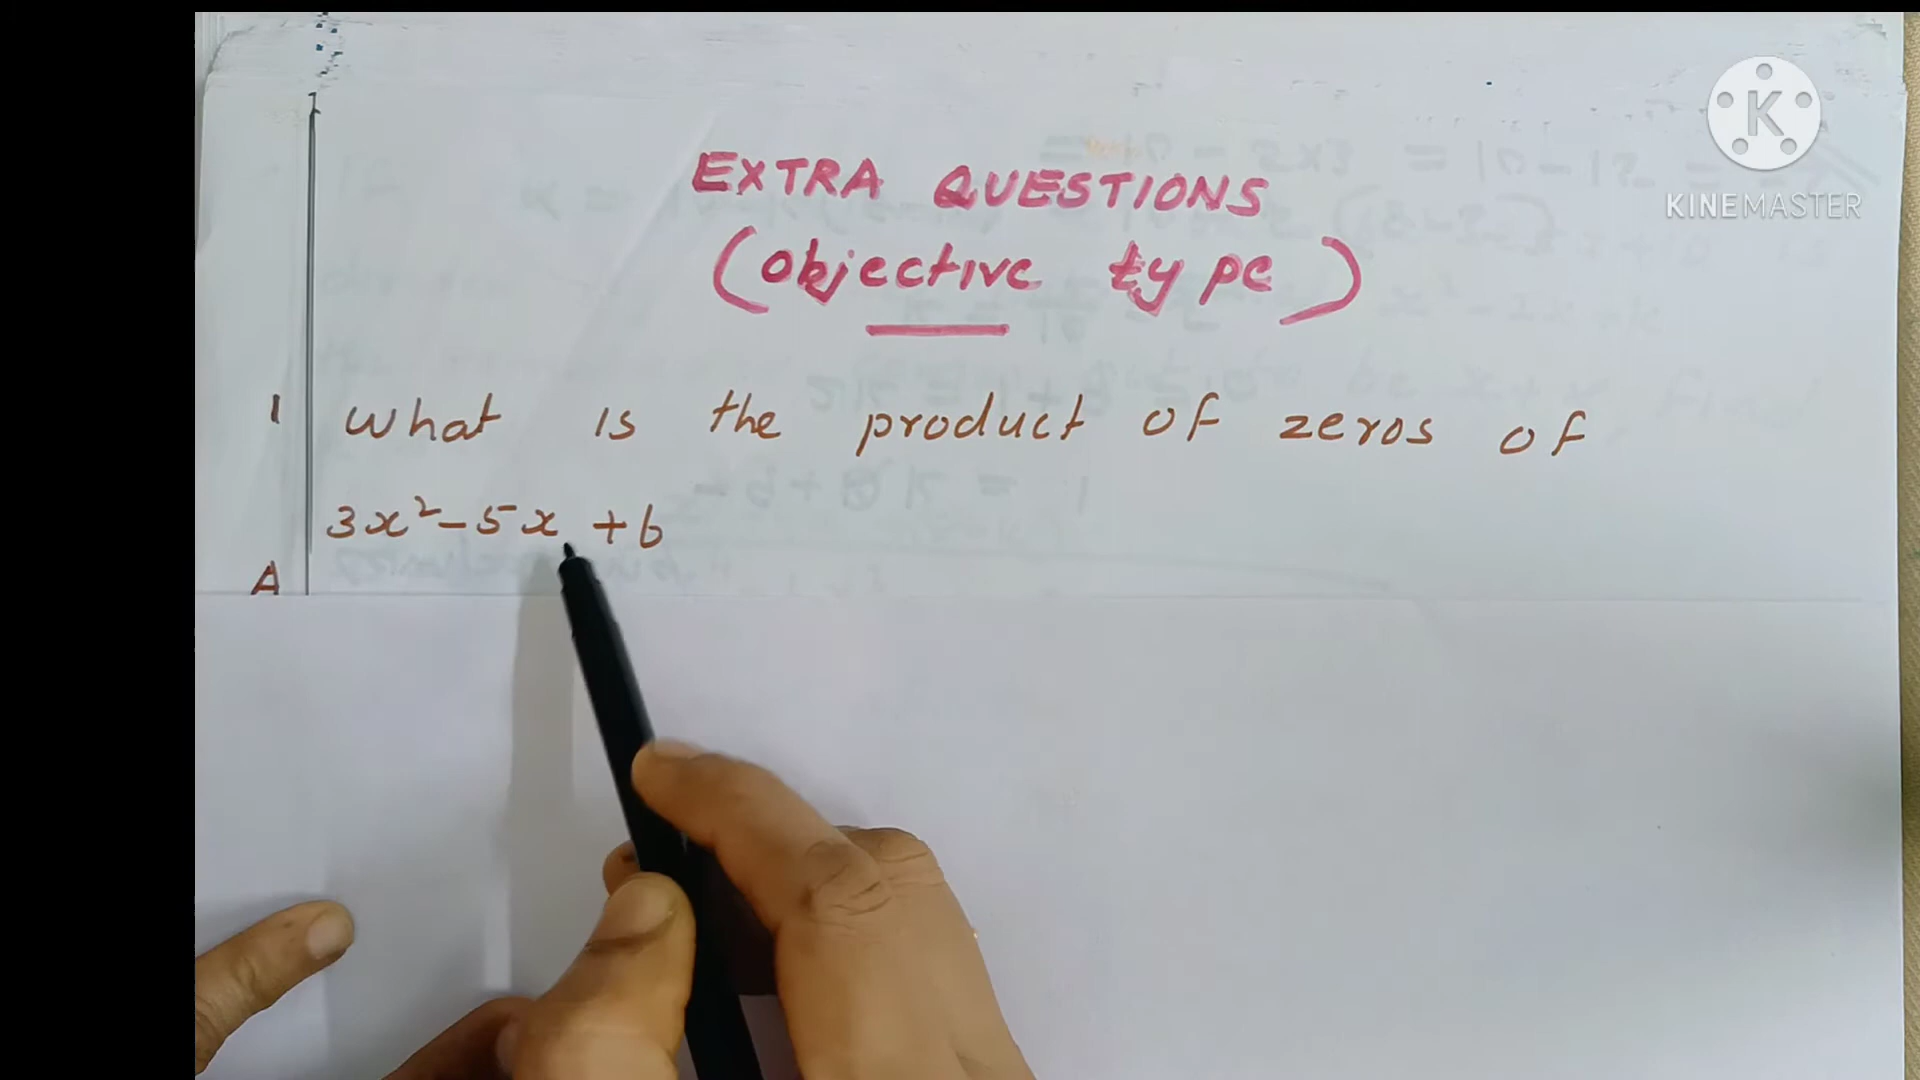 EXTRA QUESTIONS
(objective type)
1 What is the product of zeros of
3x²-5x+6
A
K
KINEMASTER